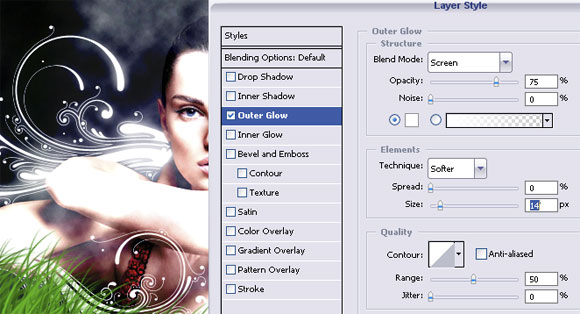 Layer Style
Styles
Blending Options: Default
Drop Shadow
Inner Shadow
Outer Glow
Inner Glow
Bevel and Emboss
Contour
Texture
Satin
Color Overlay
Gradient Overlay
Pattern Overlay
Stroke
Outer Glow
Structure
Blend Mode: Screen
Opacity: 75 %
Noise: 0 %
Elements
Technique: Softer
Spread: 0 %
Size: 14 px
Quality
Contour: Anti-aliased
Range: 50 %
Jitter: 0 %